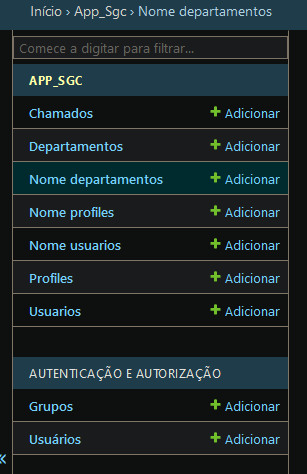 Início › App_Sgc › Nome departamentos
Comece a digitar para filtrar...
APP_SGC
Chamados + Adicionar
Departamentos + Adicionar
Nome departamentos + Adicionar
Nome profiles + Adicionar
Nome usuarios + Adicionar
Profiles + Adicionar
Usuarios + Adicionar
AUTENTICAÇÃO E AUTORIZAÇÃO
Grupos + Adicionar
Usuários + Adicionar
«